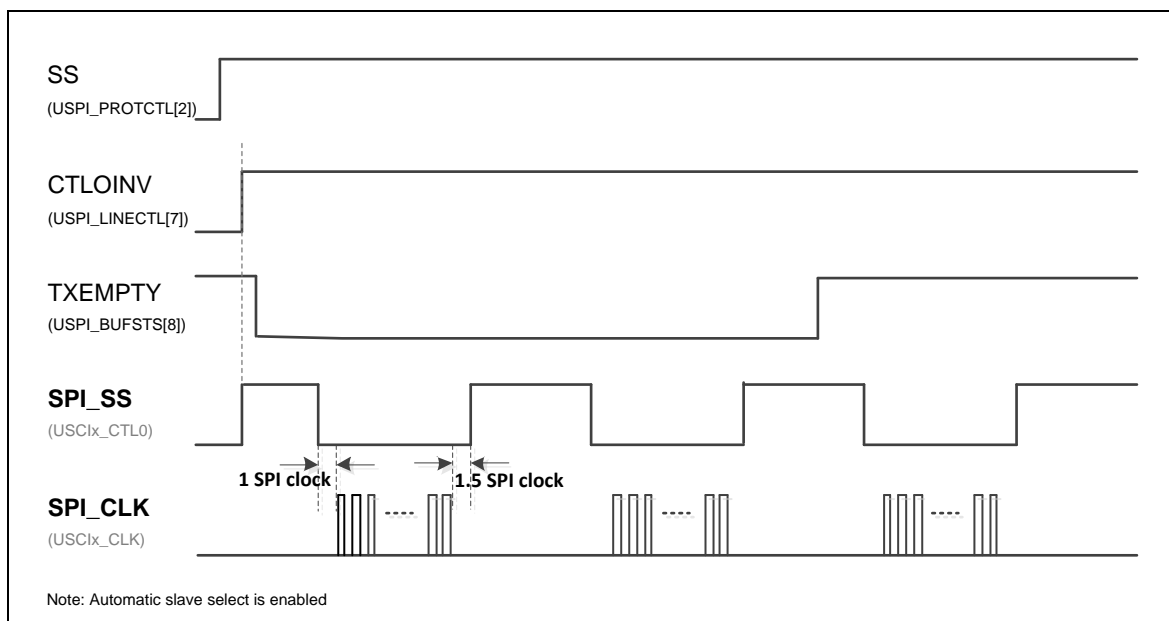 SS
(USPI_PROTCTL[2])
CTLOINV
(USPI_LINECTL[7])
TXEMPTY
(USPI_BUFSTS[8])
SPI_SS
(USCIx_CTL0)
1 SPI clock
1.5 SPI clock
SPI_CLK
(USCIx_CLK)
Note: Automatic slave select is enabled